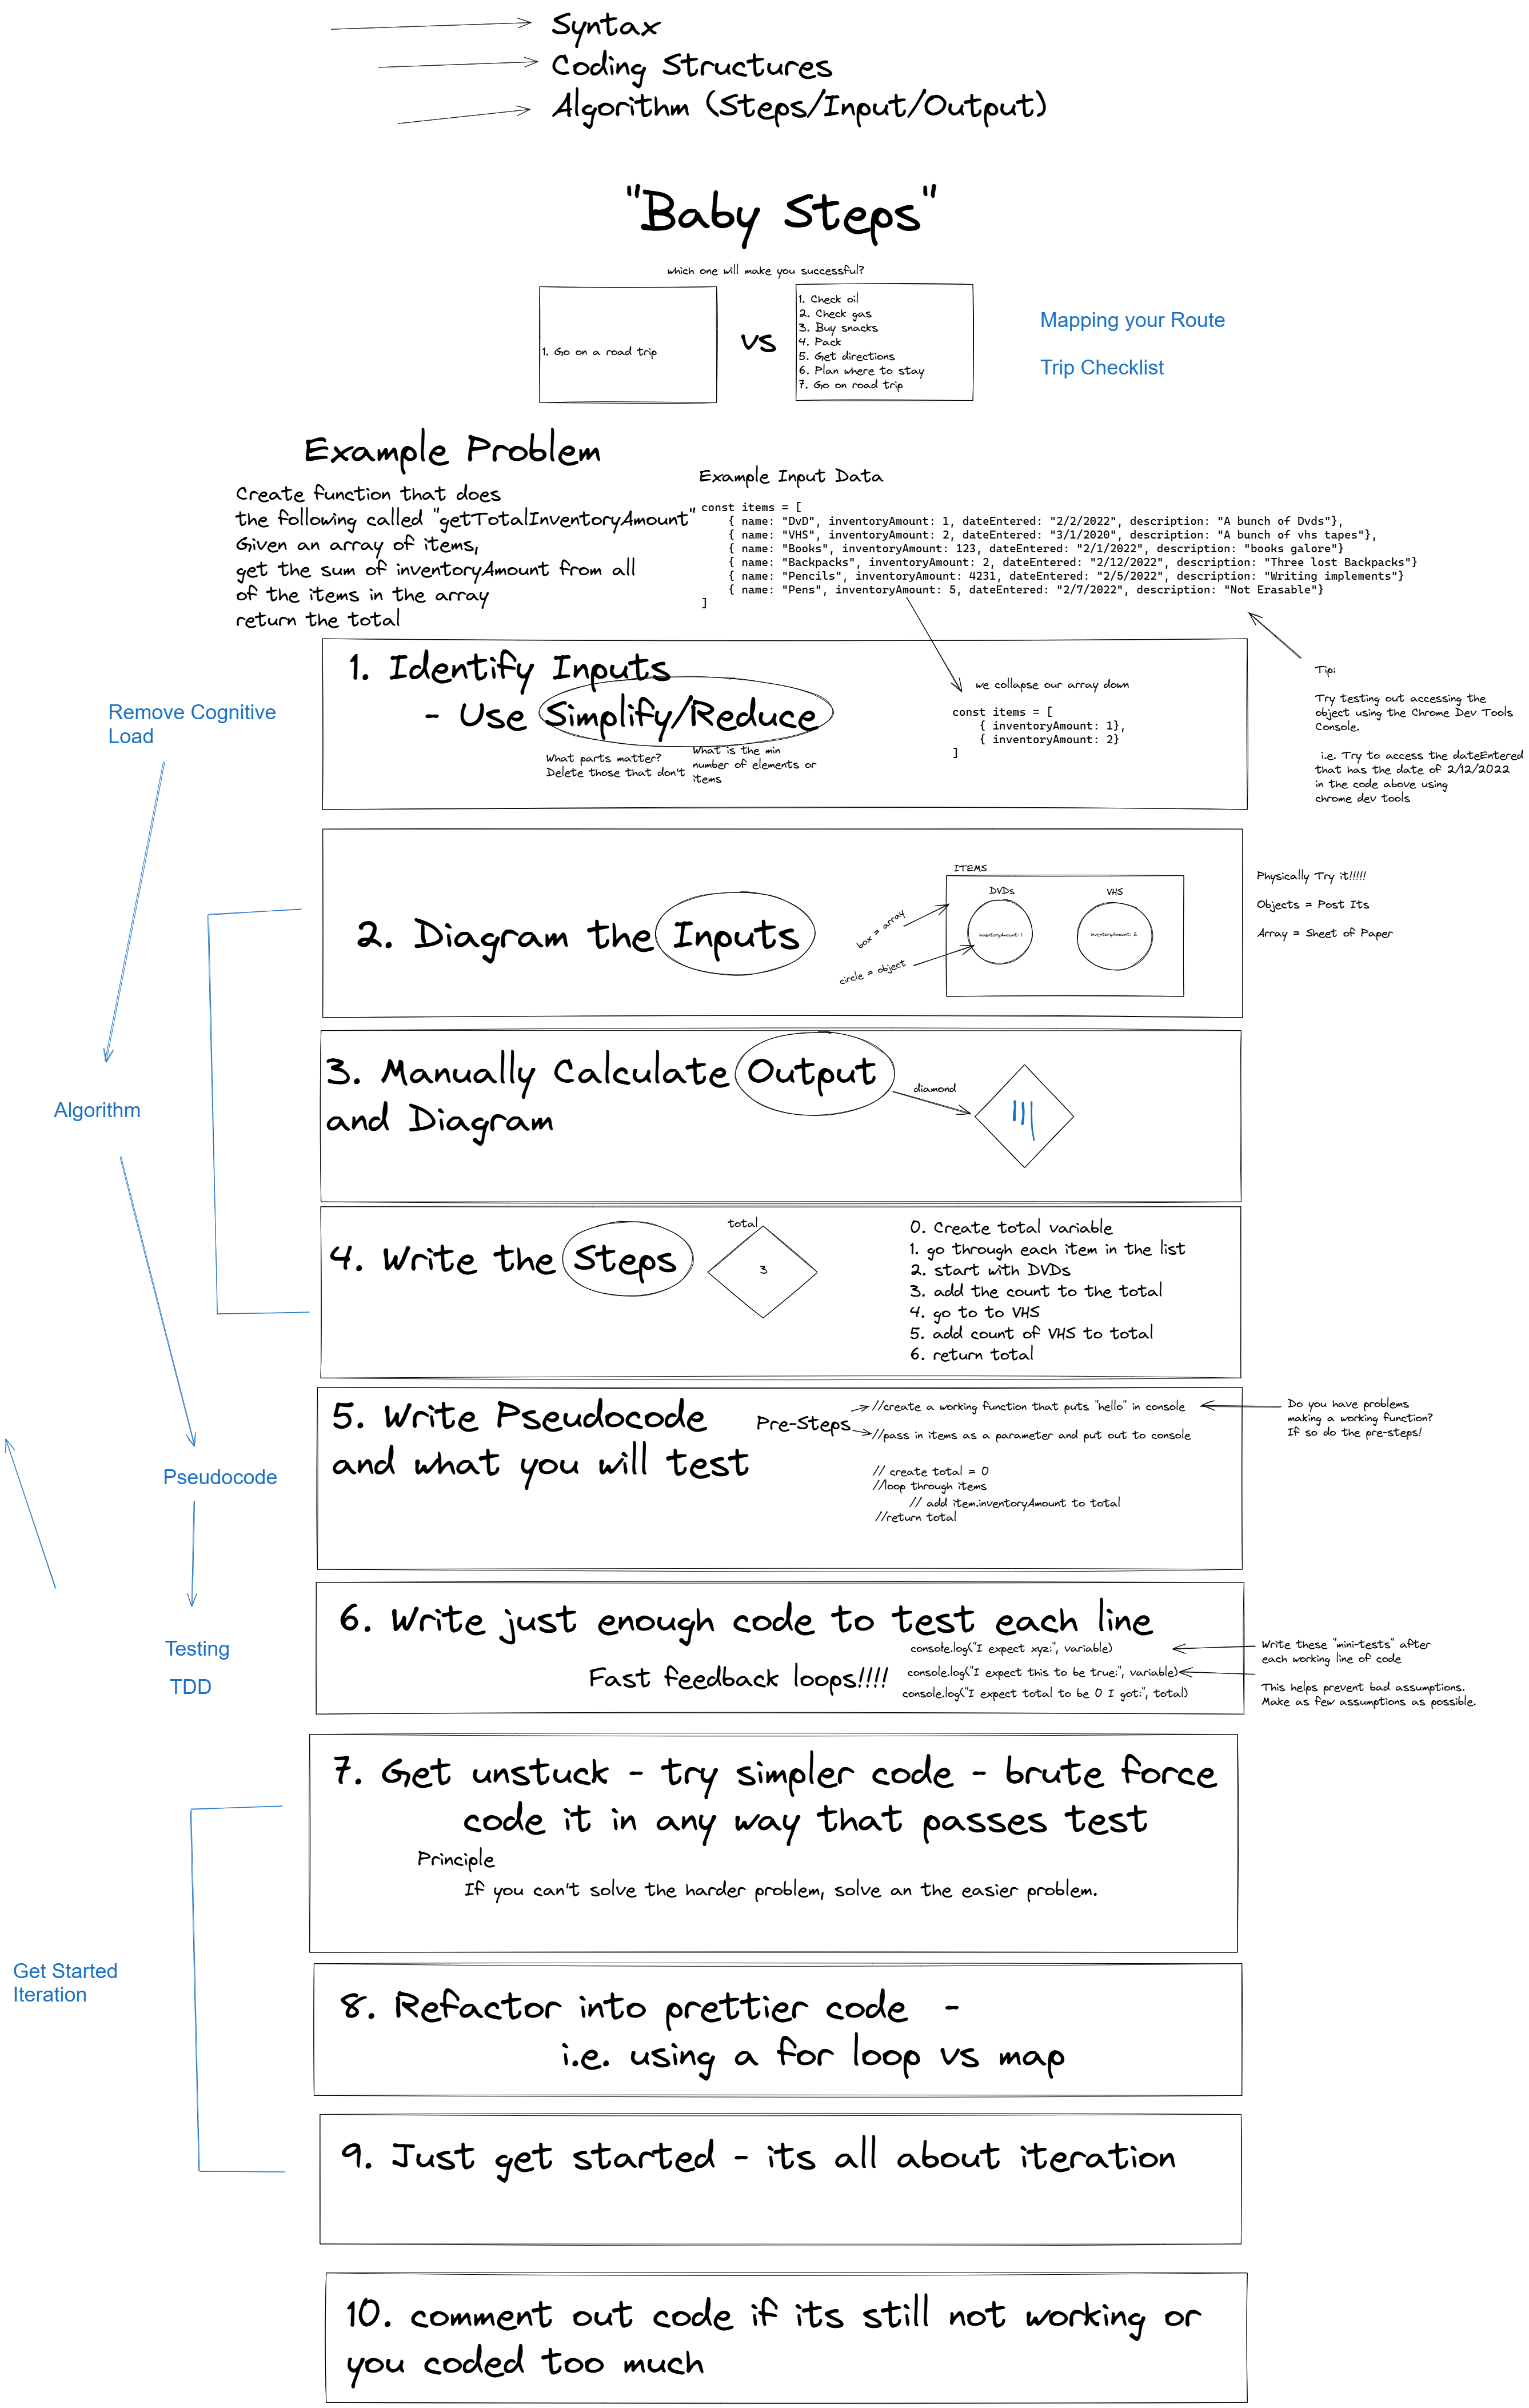 Syntax
Coding Structures
Algorithm (Steps/Input/Output)
"Baby Steps"
which one will make you successful?
1. Go on a road trip
vs
1. Check oil
2. Check gas
3. Buy snacks
4. Pack
5. Get directions
6. Plan where to stay
7. Go on road trip
Mapping your Route
Trip Checklist
Example Problem
Create function that does
the following called "getTotalInventoryAmount"
Given an array of items,
get the sum of inventoryAmount from all
of the items in the array
return the total
Example Input Data
const items = [
{ name: "DvD", inventoryAmount: 1, dateEntered: "2/2/2022", description: "A bunch of Dvds"},
{ name: "VHS", inventoryAmount: 2, dateEntered: "3/1/2020", description: "A bunch of vhs tapes"},
{ name: "Books", inventoryAmount: 123, dateEntered: "2/1/2022", description: "books galore"}
{ name: "Backpacks", inventoryAmount: 2, dateEntered: "2/12/2022", description: "Three lost Backpacks"}
{ name: "Pencils", inventoryAmount: 4231, dateEntered: "2/5/2022", description: "Writing implements"}
{ name: "Pens", inventoryAmount: 5, dateEntered: "2/7/2022", description: "Not Erasable"}
]
Tip:
Try testing out accessing the
object using the Chrome Dev Tools
Console.
i.e. Try to access the dateEntered
that has the date of 2/12/2022
in the code above using
chrome dev tools
Remove Cognitive
Load
1. Identify Inputs
- Use Simplify/Reduce
What parts matter?
Delete those that don't
What is the min
number of elements or
items
we collapse our array down
const items = [
{ inventoryAmount: 1},
{ inventoryAmount: 2}
]
2. Diagram the Inputs
box = array
circle = object
ITEMS
DVDs
inventoryAmount: 1
VHS
inventoryAmount: 2
Physically Try it!!!!!
Objects = Post Its
Array = Sheet of Paper
Algorithm
3. Manually Calculate Output
and Diagram
diamond
4. Write the Steps
total
3
0. Create total variable
1. go through each item in the list
2. start with DVDs
3. add the count to the total
4. go to to VHS
5. add count of VHS to total
6. return total
Pseudocode
5. Write Pseudocode
and what you will test
Pre-Steps
//create a working function that puts "hello" in console
//pass in items as a parameter and put out to console
// create total = 0
//loop through items
// add item.inventoryAmount to total
//return total
Do you have problems
making a working function?
If so do the pre-steps!
Testing
TDD
6. Write just enough code to test each line
Fast feedback loops!!!!
console.log("I expect xyz:", variable)
console.log("I expect this to be true:", variable)
console.log("I expect total to be 0 I got:", total)
Write these "mini-tests" after
each working line of code
This helps prevent bad assumptions.
Make as few assumptions as possible.
7. Get unstuck - try simpler code - brute force
code it in any way that passes test
Principle
If you can't solve the harder problem, solve an the easier problem.
Get Started
Iteration
8. Refactor into prettier code -
i.e. using a for loop vs map
9. Just get started - its all about iteration
10. comment out code if its still not working or
you coded too much